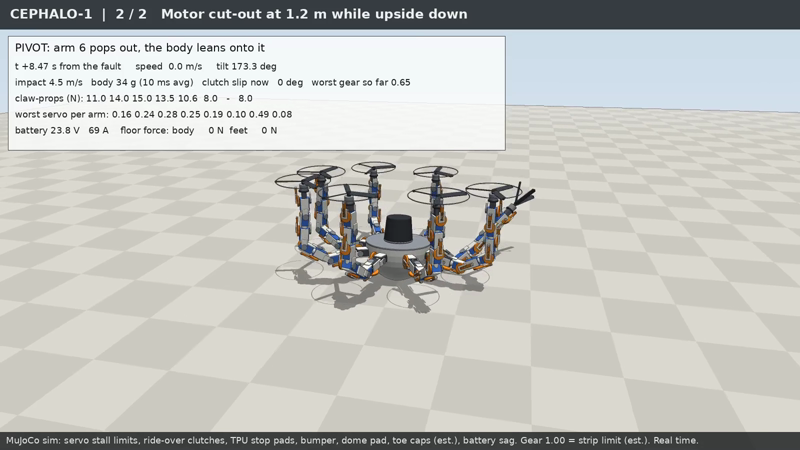 CEPHALO-1 | 2 / 2 Motor cut-out at 1.2 m while upside down
PIVOT: arm 6 pops out, the body leans onto it
t +8.47 s from the fault speed 0.0 m/s tilt 173.3 deg
impact 4.5 m/s body 34 g (10 ms avg) clutch slip now 0 deg worst gear so far 0.65
claw-props (N): 11.0 14.0 15.0 13.5 10.6 8.0 - 8.0
worst servo per arm: 0.16 0.24 0.28 0.25 0.19 0.10 0.49 0.08
battery 23.8 V 69 A floor force: body 0 N feet 0 N
MuJoCo sim: servo stall limits, ride-over clutches, TPU stop pads, bumper, dome pad, toe caps (est.), battery sag. Gear 1.00 = strip limit (est.). Real time.